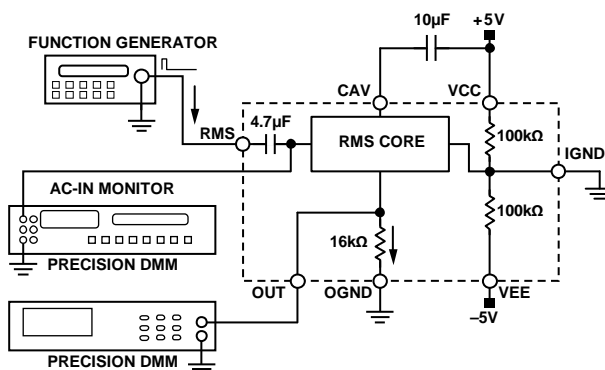 10µF
+5V
FUNCTION GENERATOR
CAV
VCC
4.7µF
RMS
RMS CORE
100kΩ
IGND
AC-IN MONITOR
100kΩ
16kΩ
PRECISION DMM
OUT
OGND
VEE
–5V
PRECISION DMM